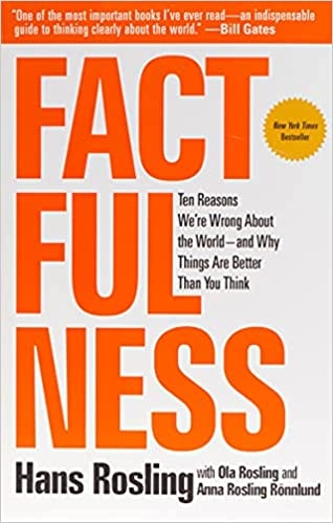 "One of the most important books I've ever read—an indispensable
guide to thinking clearly about the world." —Bill Gates
FACT
FUL
NESS
New York Times
Bestseller
Ten Reasons
We're Wrong About
the World—and Why
Things Are Better
Than You Think
Hans Rosling
with Ola Rosling and
Anna Rosling Rönnlund